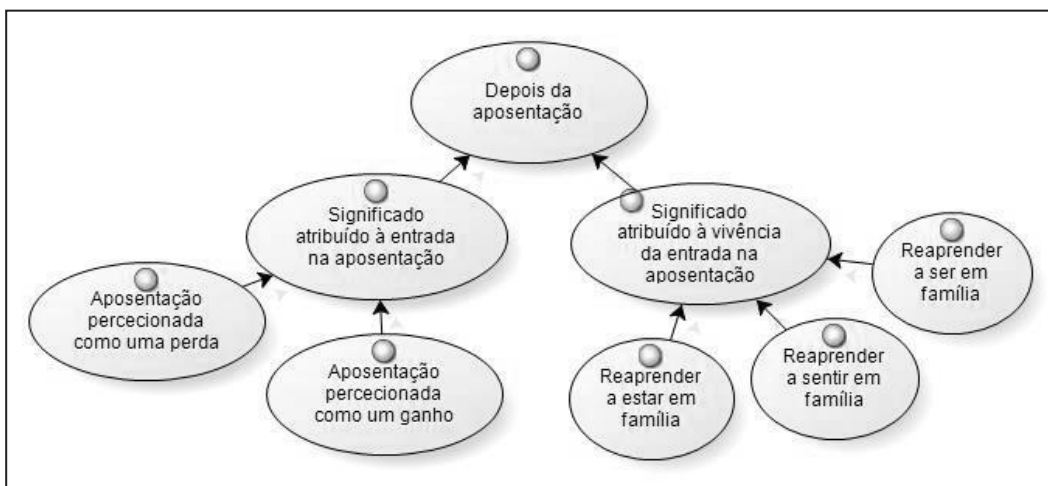 Depois da
aposentação
Significado
atribuído à entrada
na aposentação
Significado
atribuído à vivência
da entrada na
aposentação
Reaprender
a ser em
família
Aposentação
percecionada
como uma perda
Aposentação
percecionada
como um ganho
Reaprender
a estar em
família
Reaprender
a sentir em
família